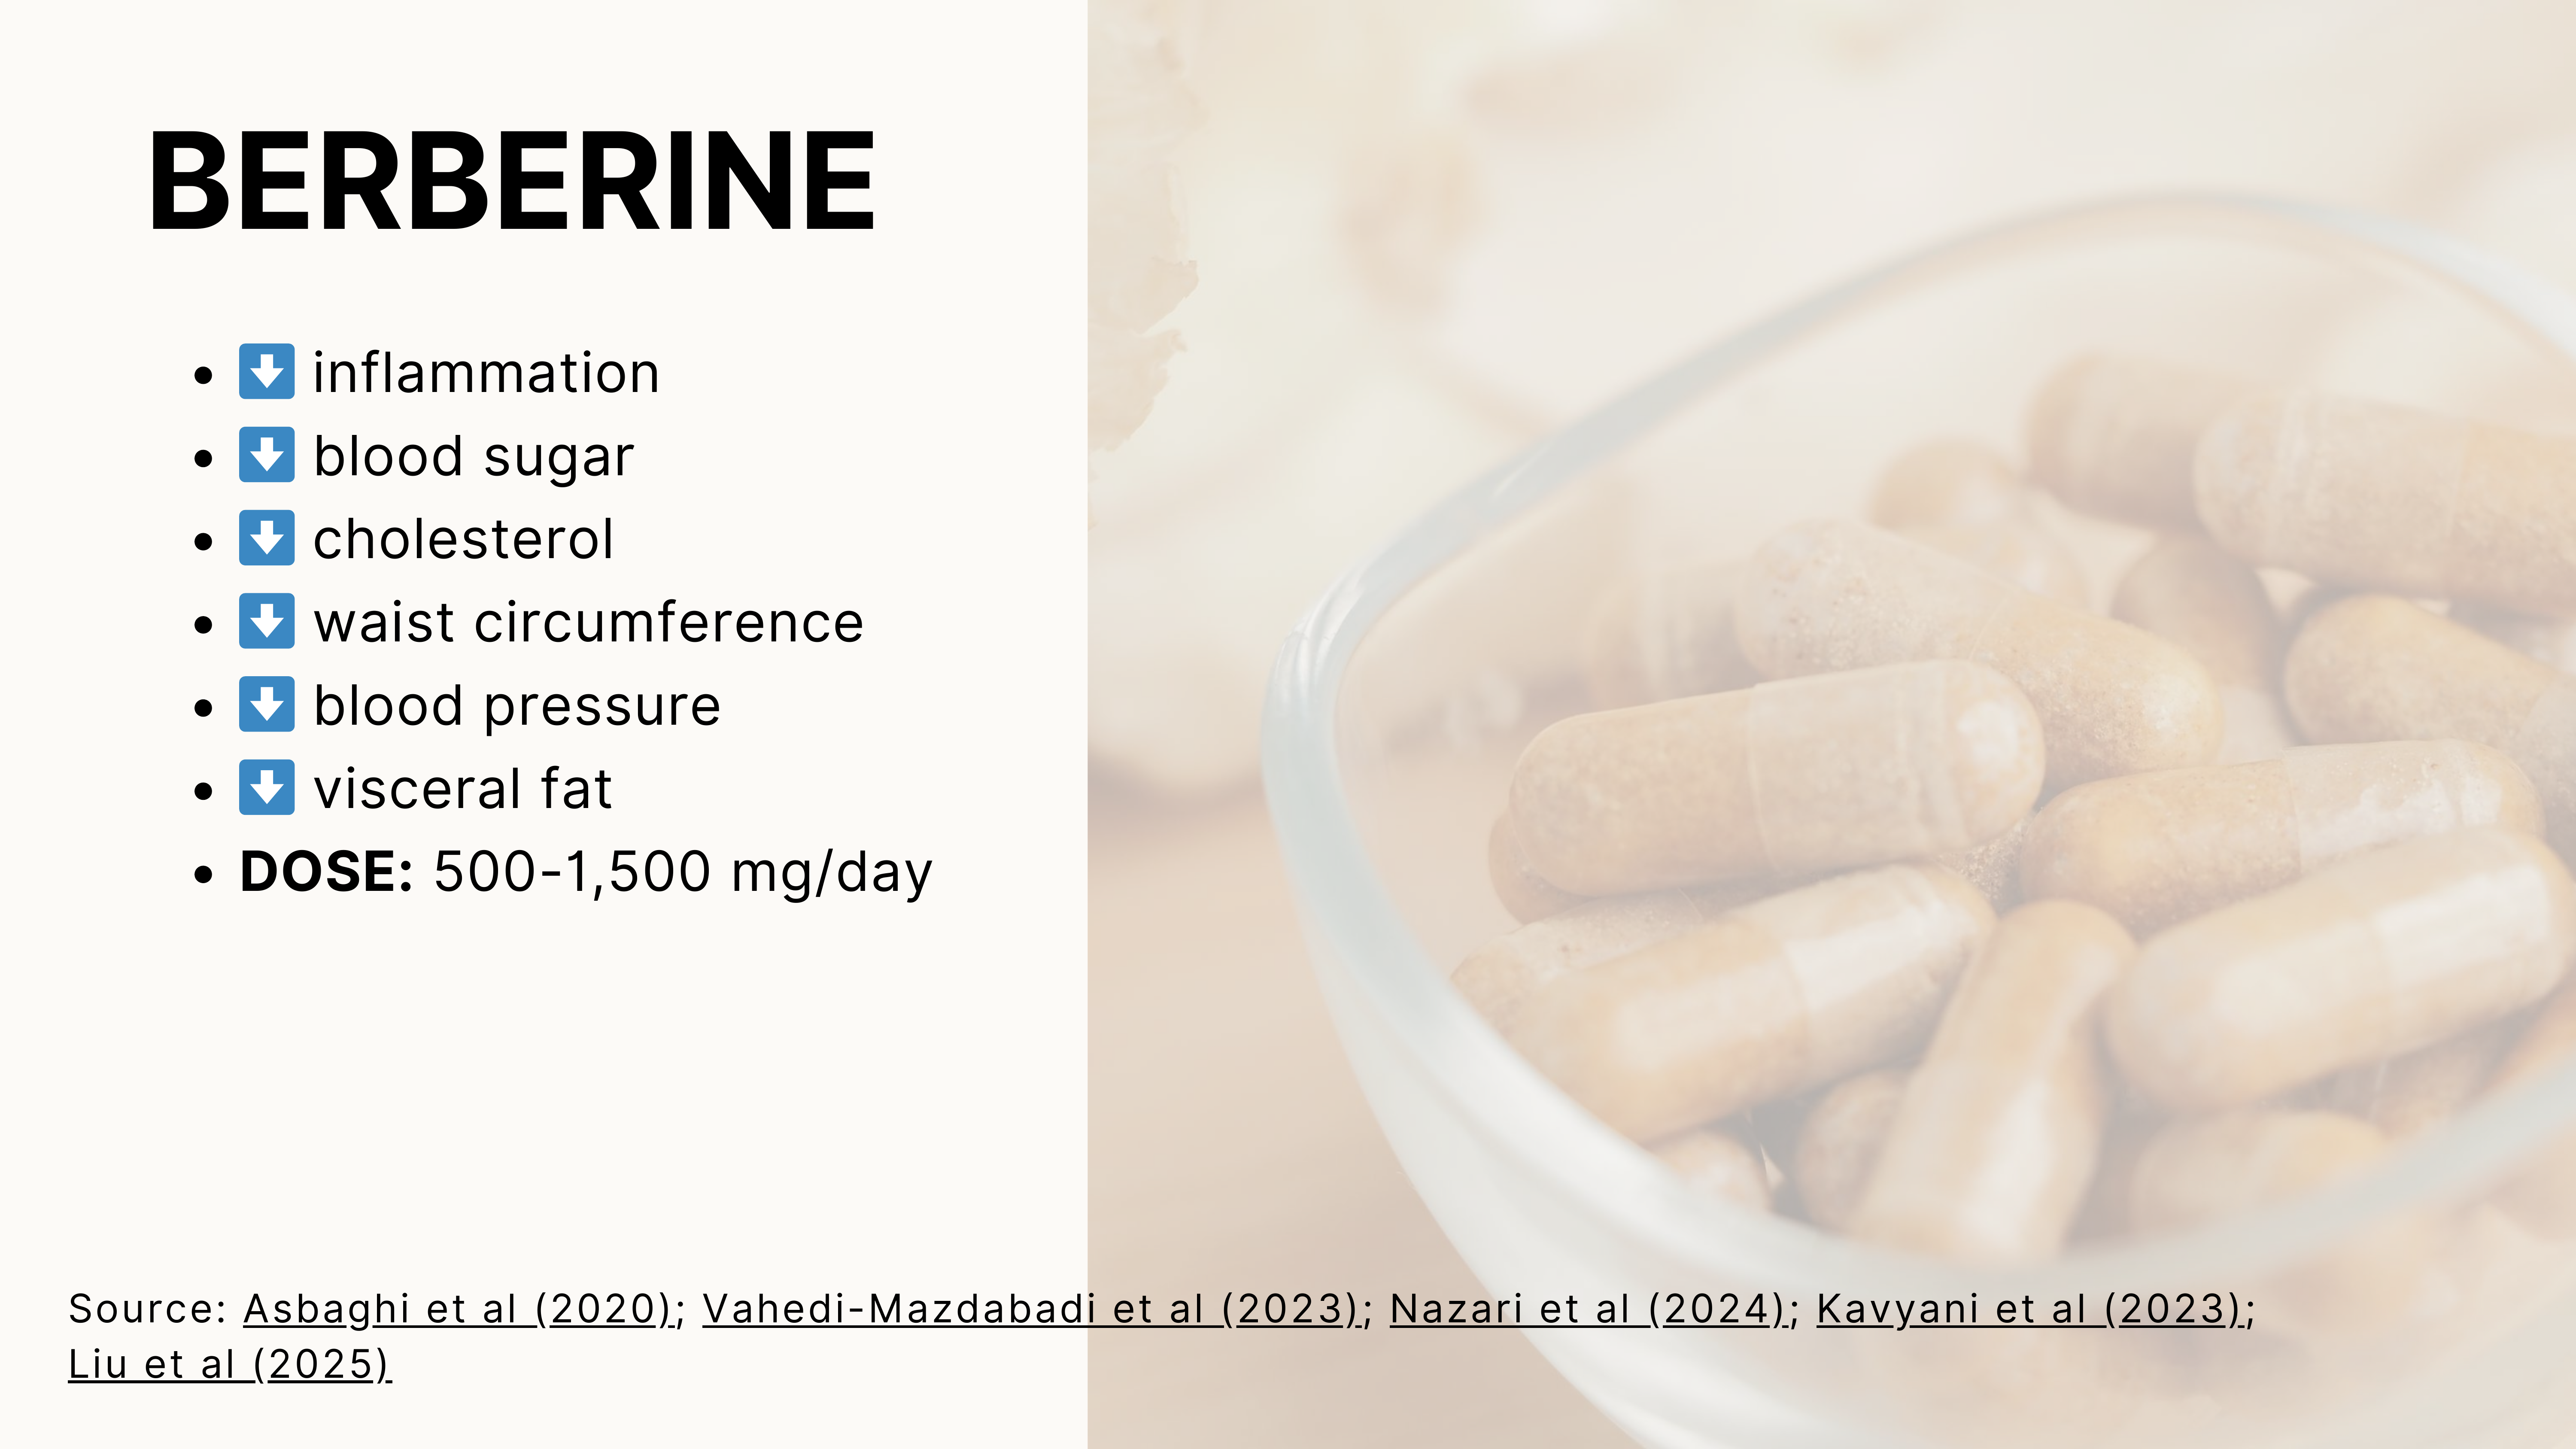 BERBERINE
• ⬇️ inflammation
• ⬇️ blood sugar
• ⬇️ cholesterol
• ⬇️ waist circumference
• ⬇️ blood pressure
• ⬇️ visceral fat
• DOSE: 500-1,500 mg/day
Source: Asbaghi et al (2020); Vahedi-Mazdabadi et al (2023); Nazari et al (2024); Kavyani et al (2023);
Liu et al (2025)